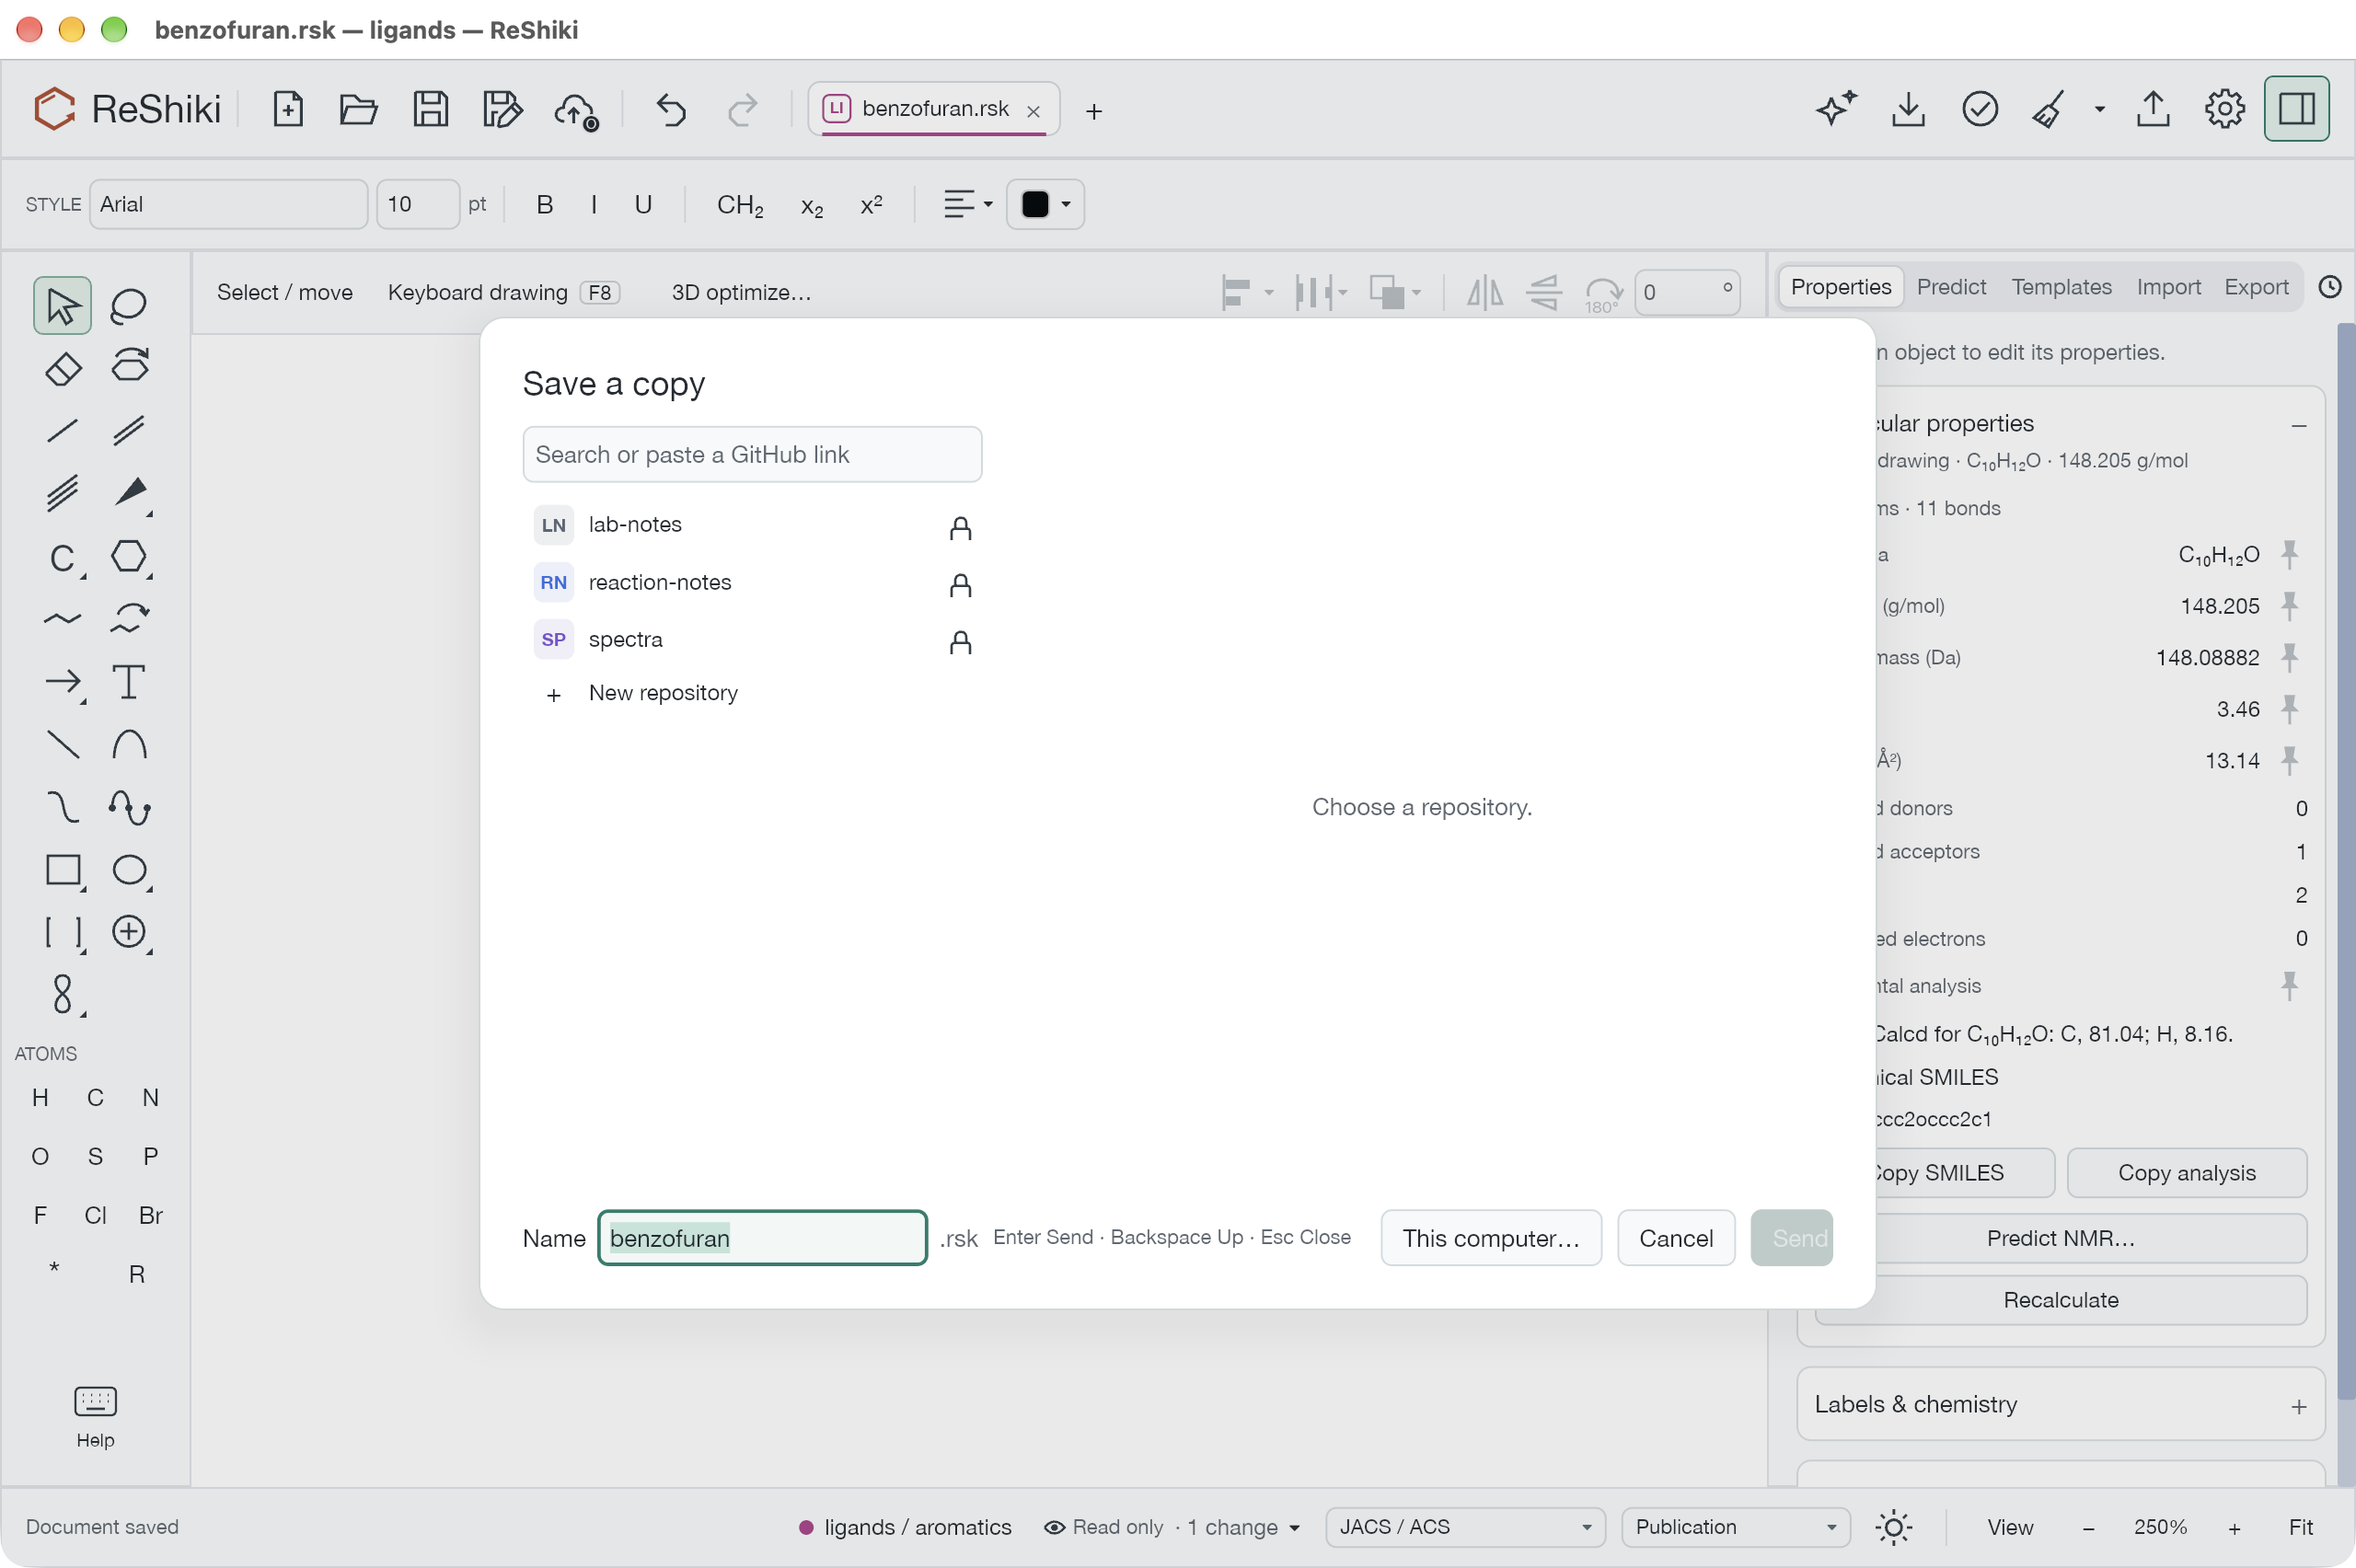 benzofuran.rsk — ligands — ReShiki
ReShiki
LI benzofuran.rsk × +
STYLE Arial 10 pt B I U CH₂ x₂ x² 
Select / move Keyboard drawing F8 3D optimize... 180° 0 °
Properties Predict Templates Import Export
n object to edit its properties.
Save a copy
Search or paste a GitHub link
LN lab-notes
RN reaction-notes
SP spectra
+ New repository
Choose a repository.
Name benzofuran .rsk Enter Send · Backspace Up · Esc Close This computer... Cancel Send
cular properties −
drawing · C₁₀H₁₂O · 148.205 g/mol
ms · 11 bonds
a C₁₀H₁₂O
(g/mol) 148.205
mass (Da) 148.08882
3.46
Å²) 13.14
d donors 0
d acceptors 1
2
ed electrons 0
ntal analysis
Calcd for C₁₀H₁₂O: C, 81.04; H, 8.16.
nical SMILES
ccc2occc2c1
Copy SMILES Copy analysis
Predict NMR...
Recalculate
Labels & chemistry +
C
T
[ ]
ATOMS
H C N
O S P
F Cl Br
* R
Help
Document saved ligands / aromatics Read only · 1 change JACS / ACS Publication View − 250% + Fit